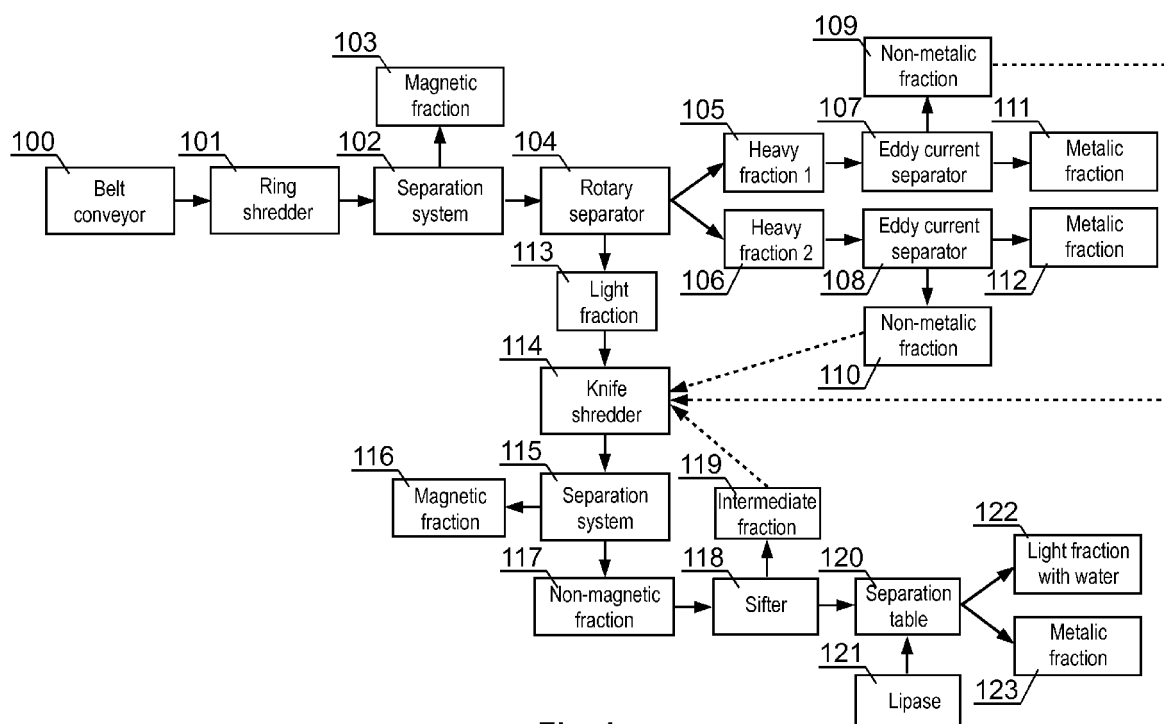 103
Magnetic
fraction
109
Non-metalic
fraction
100
Belt
conveyor
101
Ring
shredder
102
Separation
system
104
Rotary
separator
105
Heavy
fraction 1
107
Eddy current
separator
111
Metalic
fraction
106
Heavy
fraction 2
108
Eddy current
separator
112
Metalic
fraction
113
Light
fraction
110
Non-metalic
fraction
114
Knife
shredder
116
Magnetic
fraction
115
Separation
system
119
Intermediate
fraction
117
Non-magnetic
fraction
118
Sifter
120
Separation
table
122
Light fraction
with water
123
Metalic
fraction
121
Lipase